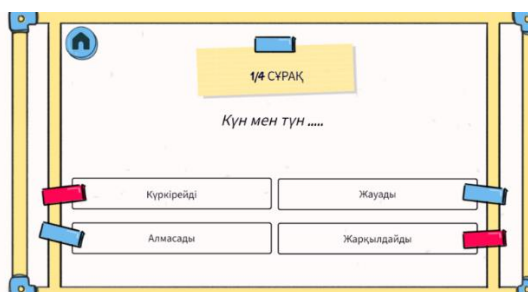 1/4 СҰРАҚ
Күн мен түн .....
Күркірейді
Жауады
Алмасады
Жарқылдайды